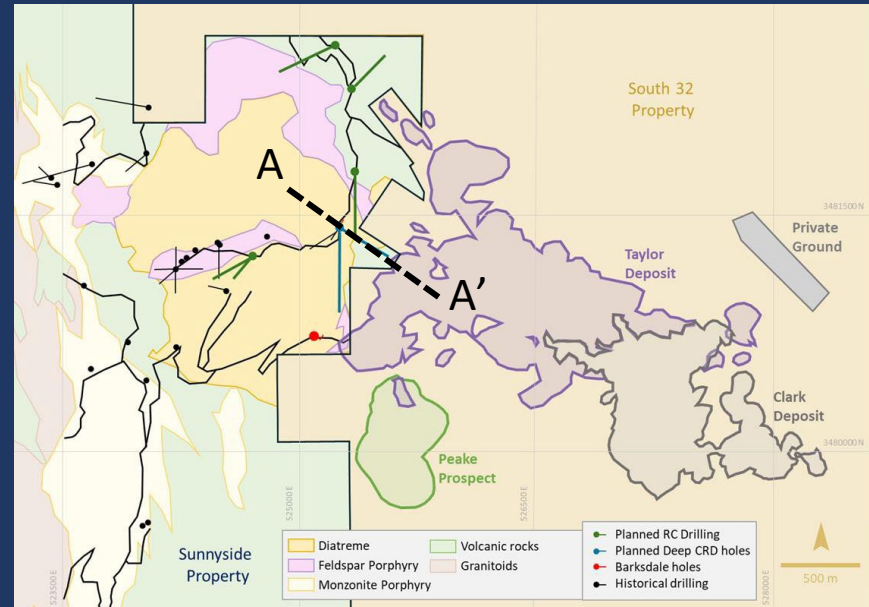 South 32
Property
A
3481500 N
Private
Ground
Taylor
Deposit
A'
Clark
Deposit
3480000 N
Peake
Prospect
525000 E
526500 E
523500 E
528000 E
Sunnyside
Property
Diatreme
Feldspar Porphyry
Monzonite Porphyry
Volcanic rocks
Granitoids
Planned RC Drilling
Planned Deep CRD holes
Barksdale holes
Historical drilling
500 m